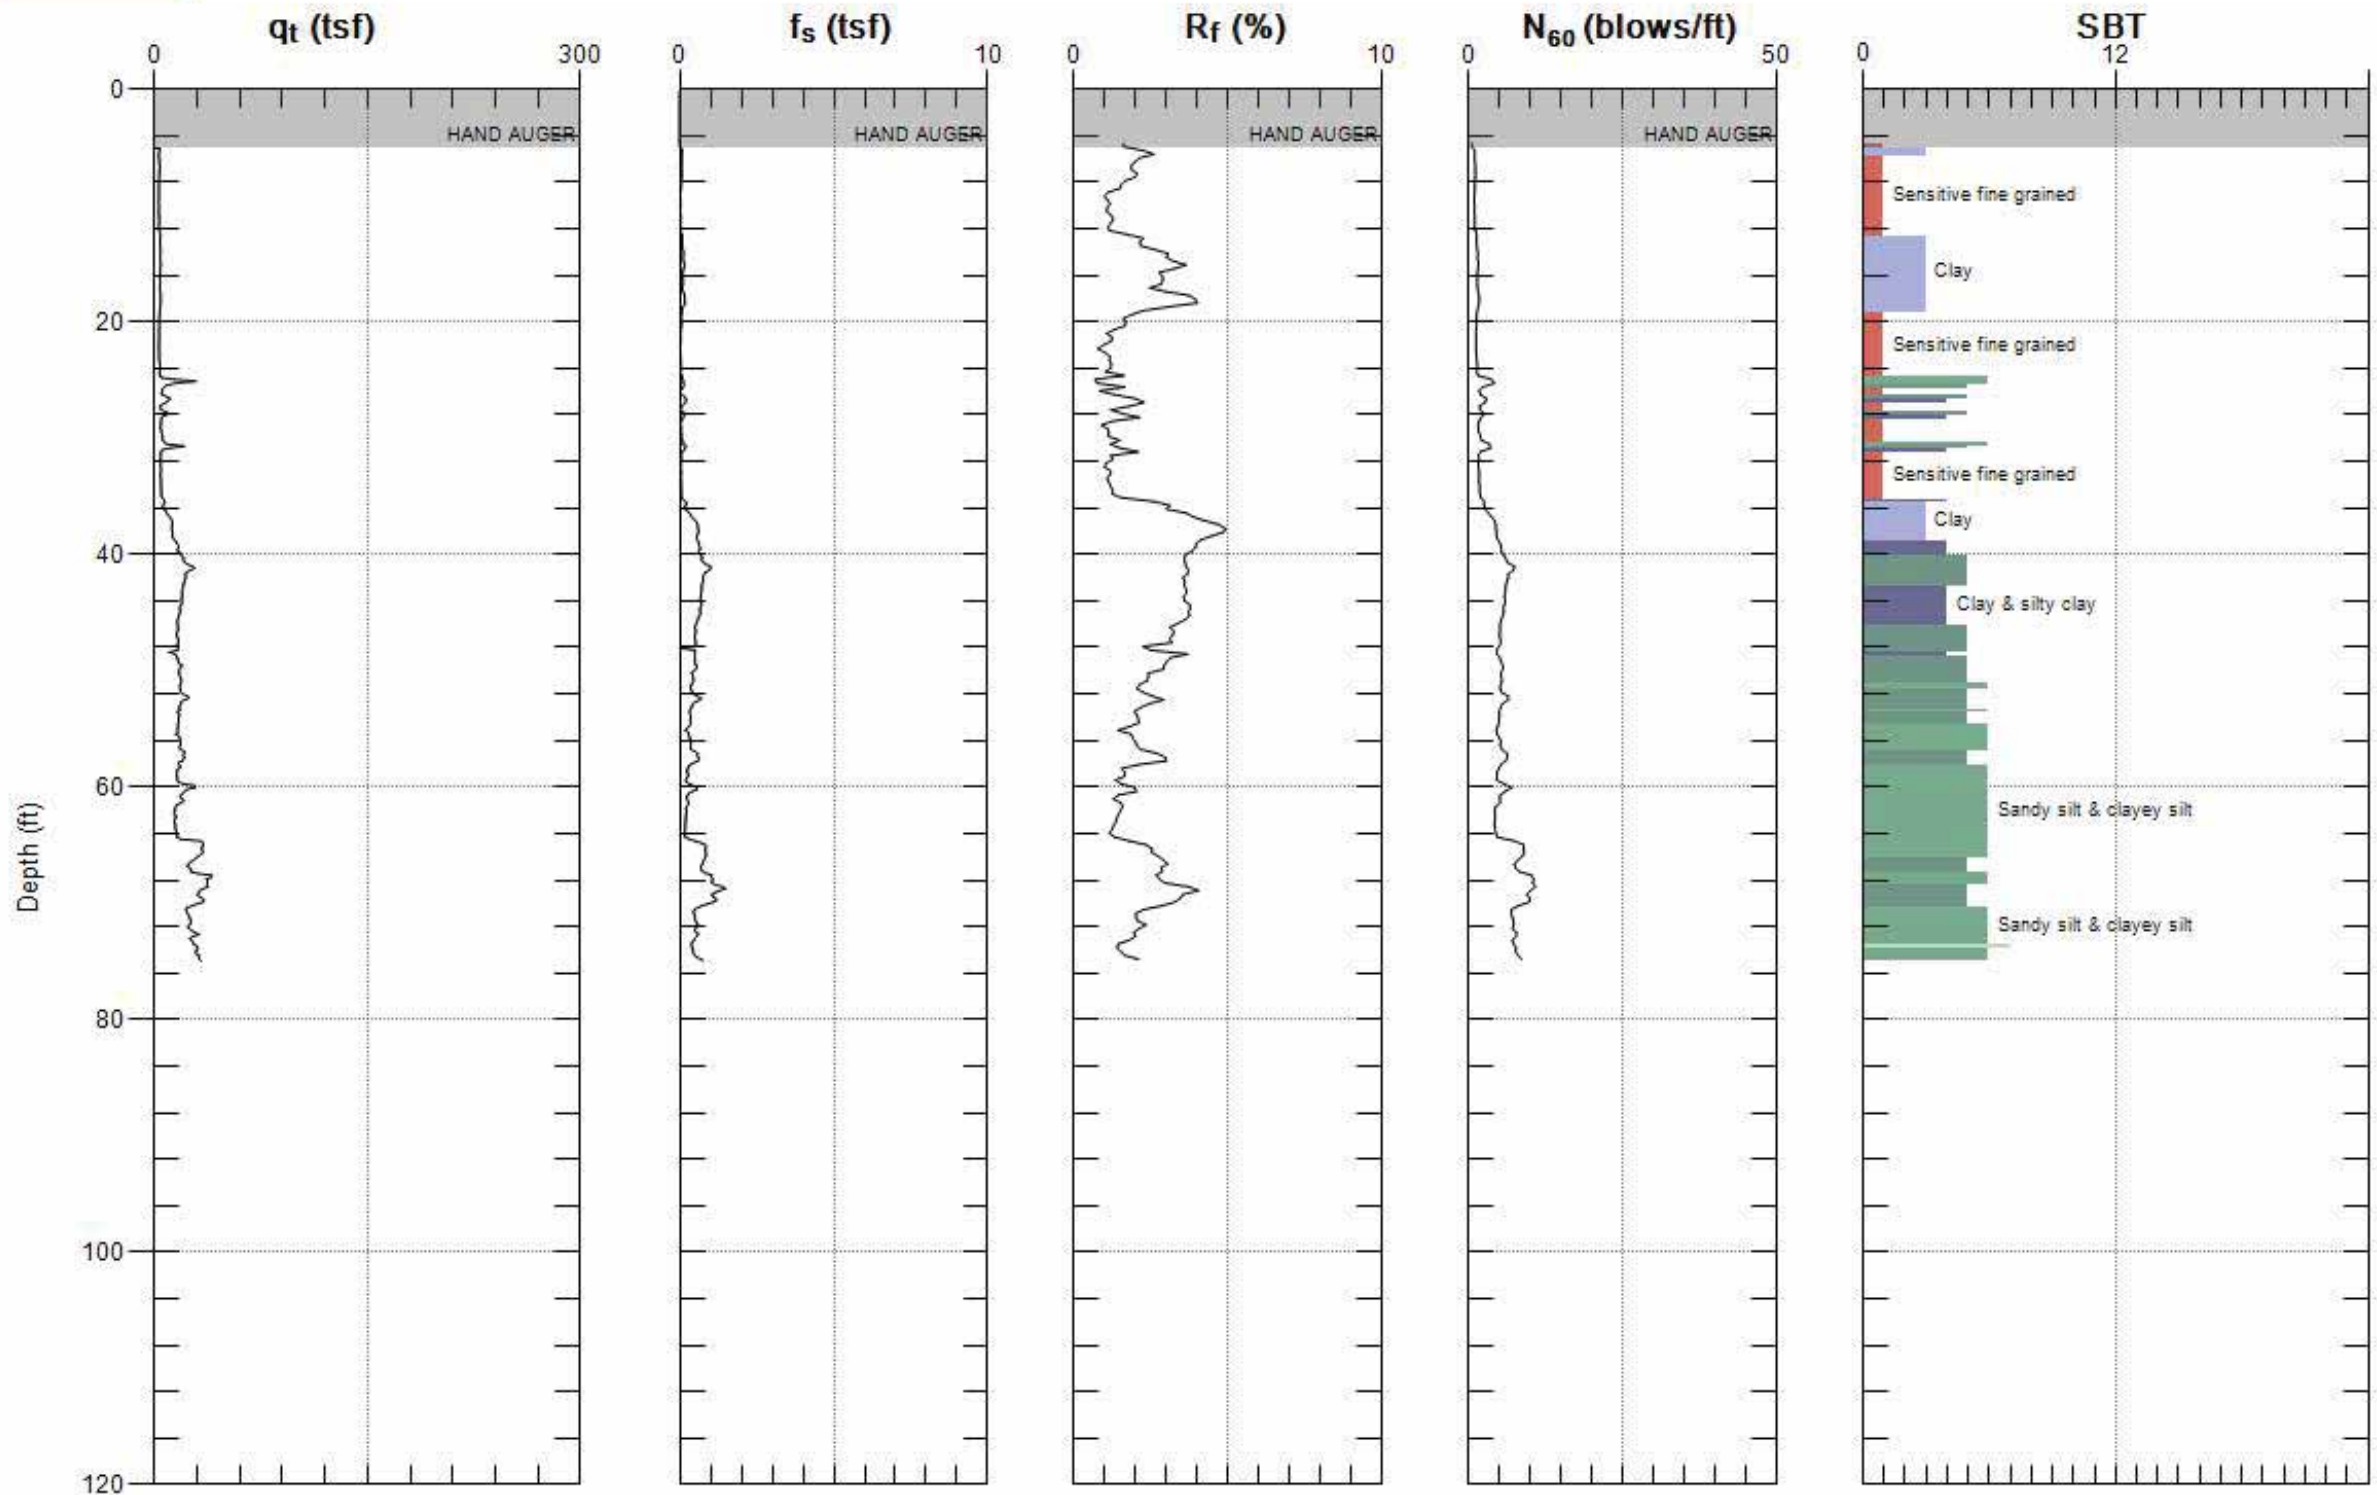 qt (tsf) fs (tsf) Rf (%) N60 (blows/ft) SBT
0 300 0 10 0 10 0 50 0 12
0
HAND AUGER HAND AUGER HAND AUGER HAND AUGER
Sensitive fine grained
Clay
20
Sensitive fine grained
Sensitive fine grained
Clay
40
Clay & silty clay
60
Sandy silt & clayey silt
Depth (ft)
Sandy silt & clayey silt
80
100
120